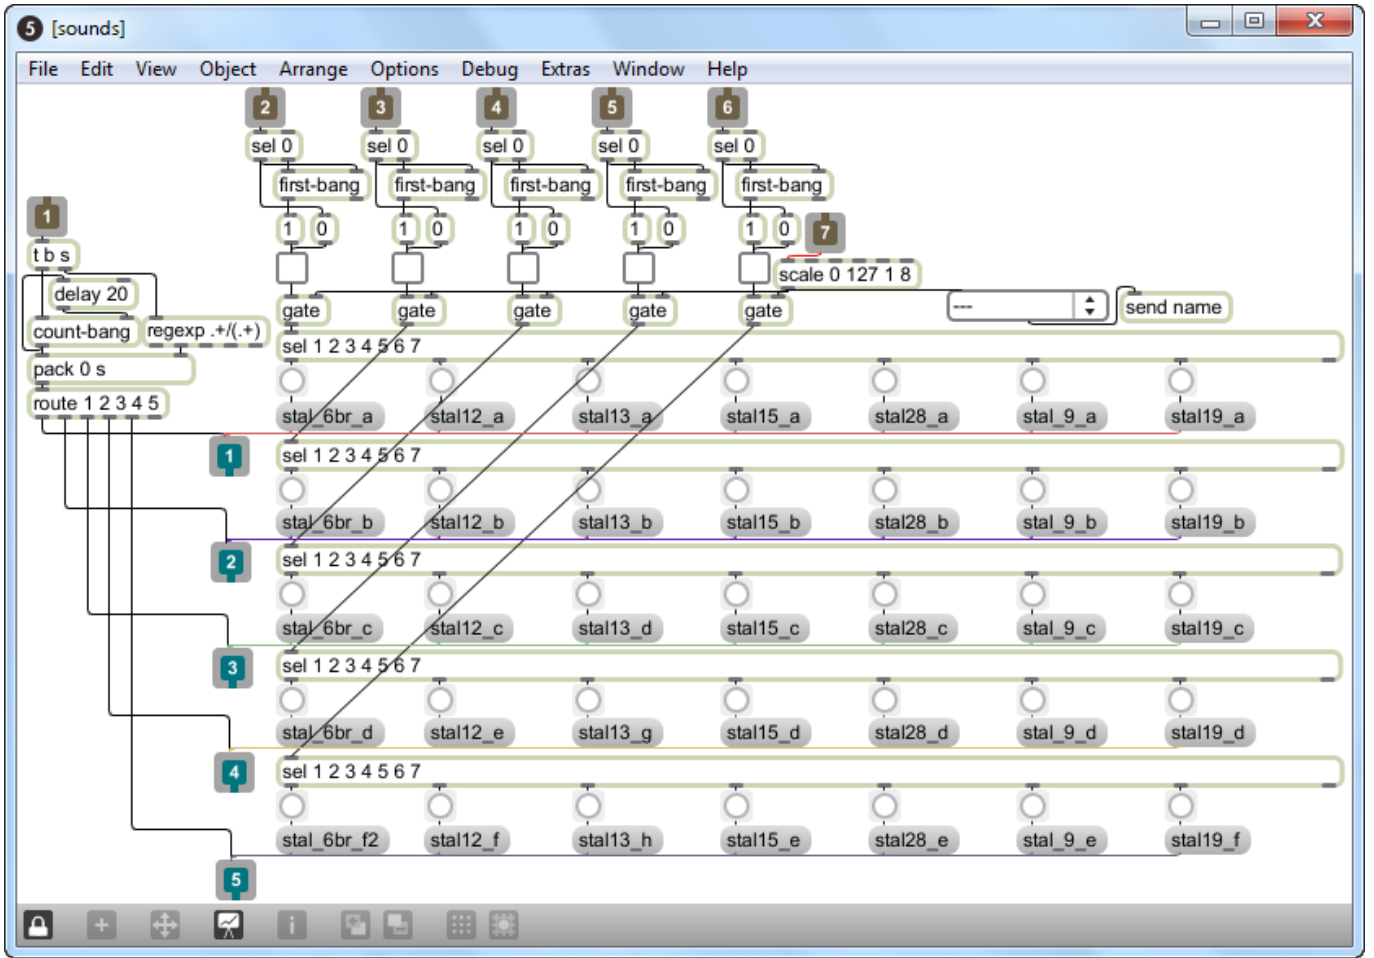 5 [sounds]
File Edit View Object Arrange Options Debug Extras Window Help
2 3 4 5 6
sel 0 sel 0 sel 0 sel 0 sel 0
first-bang first-bang first-bang first-bang first-bang
1
1 0 1 0 1 0 1 0 1 0 7
t b s
scale 0 127 1 8
delay 20
gate gate gate gate gate --- send name
count-bang regexp .+/(.+)
sel 1 2 3 4 5 6 7
pack 0 s
route 1 2 3 4 5
stal_6br_a stal12_a stal13_a stal15_a stal28_a stal_9_a stal19_a
1 sel 1 2 3 4 5 6 7
stal_6br_b stal12_b stal13_b stal15_b stal28_b stal_9_b stal19_b
2 sel 1 2 3 4 5 6 7
stal_6br_c stal12_c stal13_d stal15_c stal28_c stal_9_c stal19_c
3 sel 1 2 3 4 5 6 7
stal_6br_d stal12_e stal13_g stal15_d stal28_d stal_9_d stal19_d
4 sel 1 2 3 4 5 6 7
stal_6br_f2 stal12_f stal13_h stal15_e stal28_e stal_9_e stal19_f
5